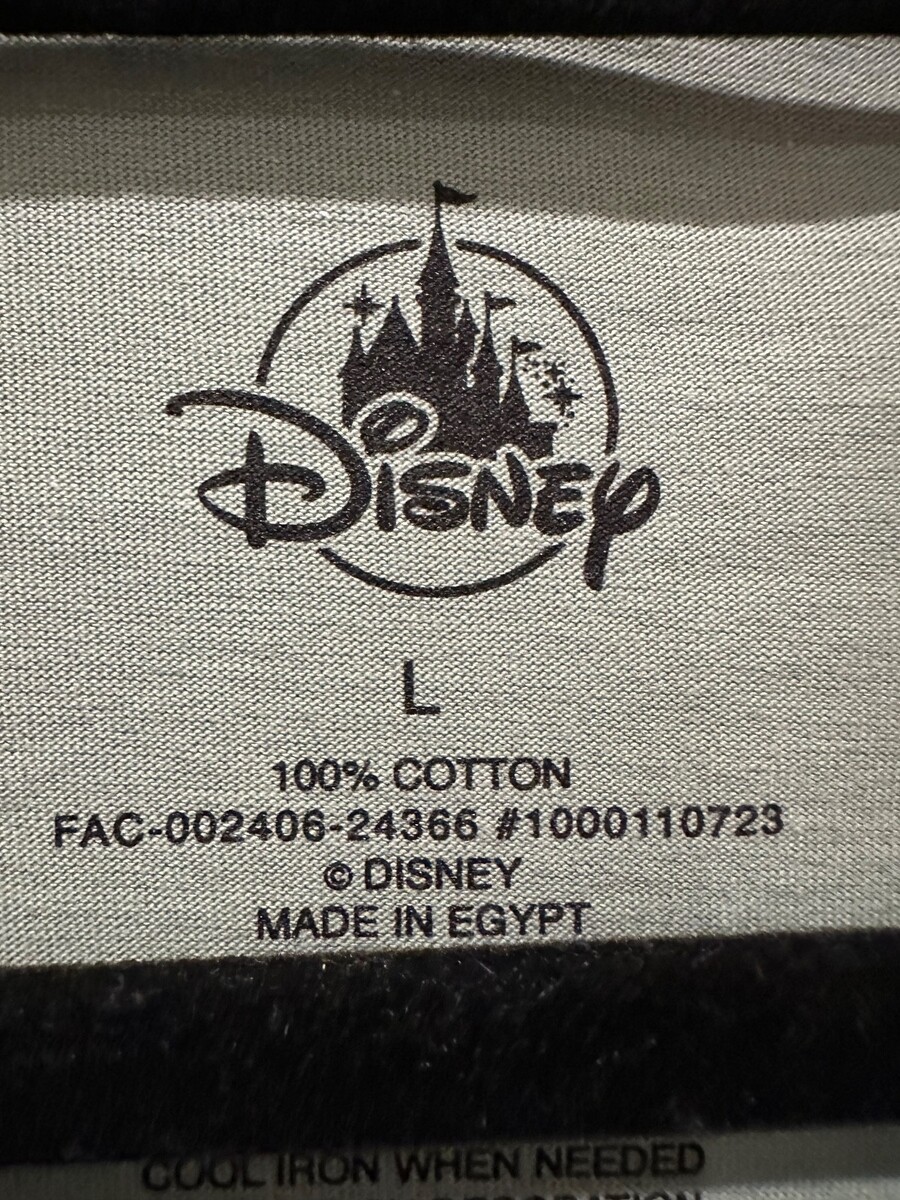 DISNEY
L
100% COTTON
FAC-002406-24366 #1000110723
© DISNEY
MADE IN EGYPT
COOL IRON WHEN NEEDED